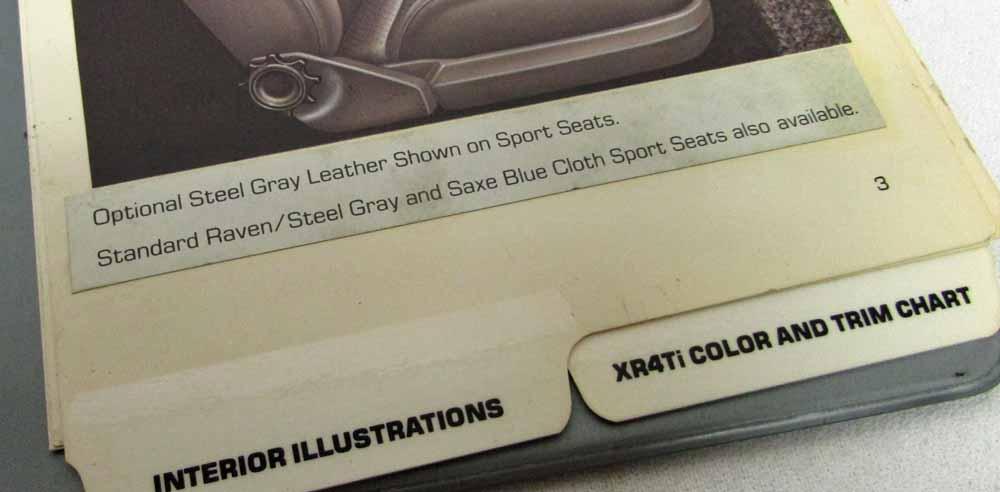 Optional Steel Gray Leather Shown on Sport Seats.
Standard Raven/Steel Gray and Saxe Blue Cloth Sport Seats also available.
3
INTERIOR ILLUSTRATIONS
XR4Ti COLOR AND TRIM CHART